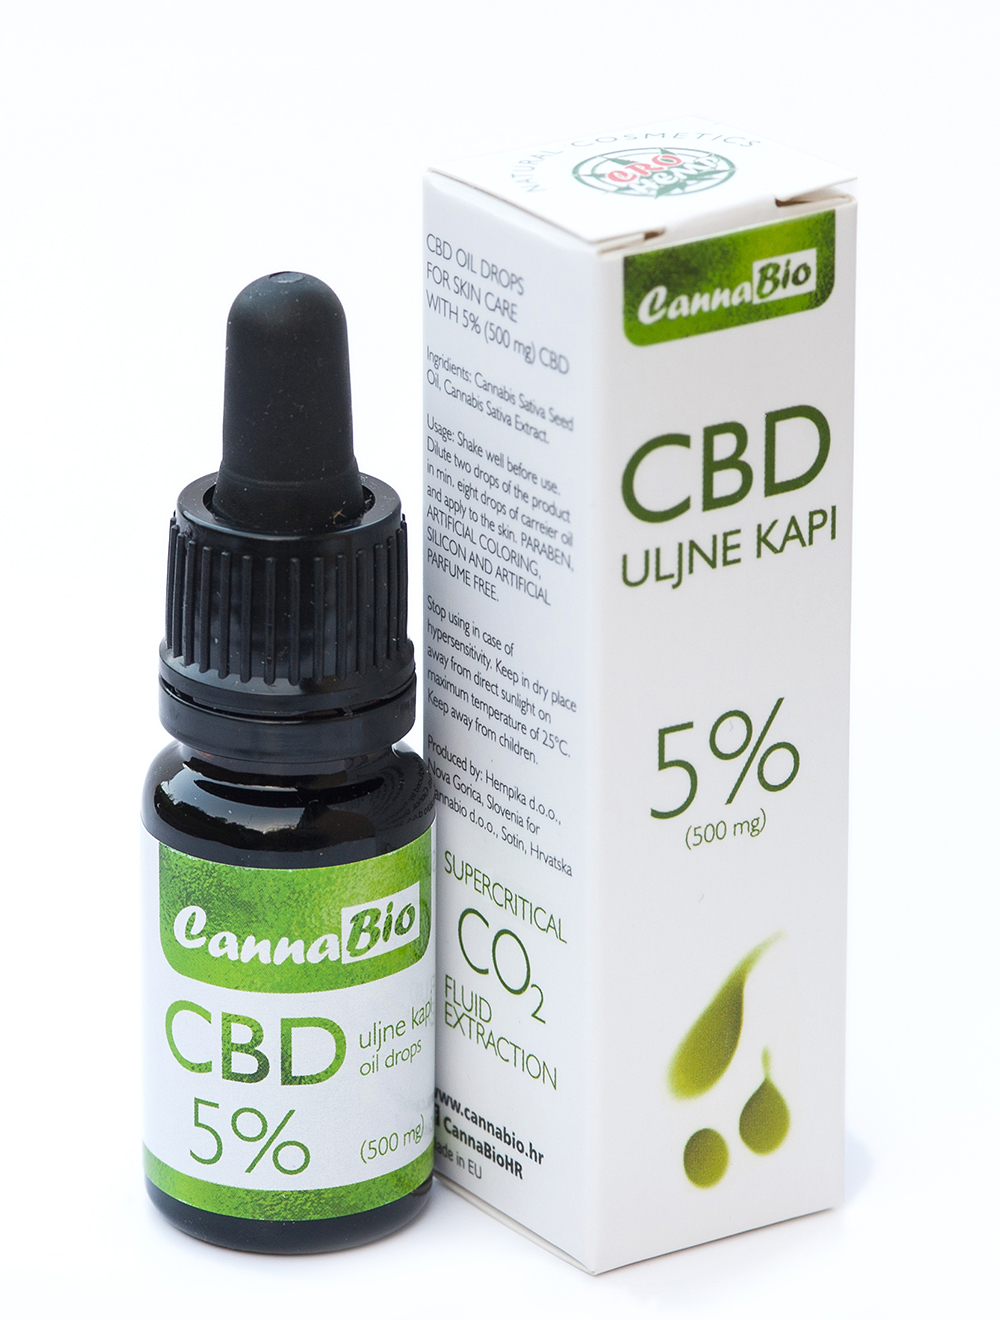 NATURAL COSMETICS
CRO
HEMP
CBD OIL DROPS
FOR SKIN CARE
WITH 5% (500 mg) CBD
Ingridients: Cannabis Sativa Seed
Oil, Cannabis Sativa Extract.
Usage: Shake well before use.
Dilute two drops of the product
in min. eight drops of carreier oil
and apply to the skin. PARABEN,
ARTIFICIAL COLORING,
SILICON AND ARTIFICIAL
PARFUME FREE.
Stop using in case of
hypersensitivity. Keep in dry place
away from direct sunlight on
maximum temperature of 25°C.
Keep away from children.
Produced by: Hempika d.o.o.,
Nova Gorica, Slovenia for
Cannabio d.o.o., Sotin, Hrvatska
SUPERCRITICAL
CO2
FLUID
EXTRACTION
www.cannabio.hr
CannaBioHR
Made in EU
CannaBio
CBD
ULJNE KAPI
5%
(500 mg)
CannaBio
CBD
uljne kapi
oil drops
5%
(500 mg)